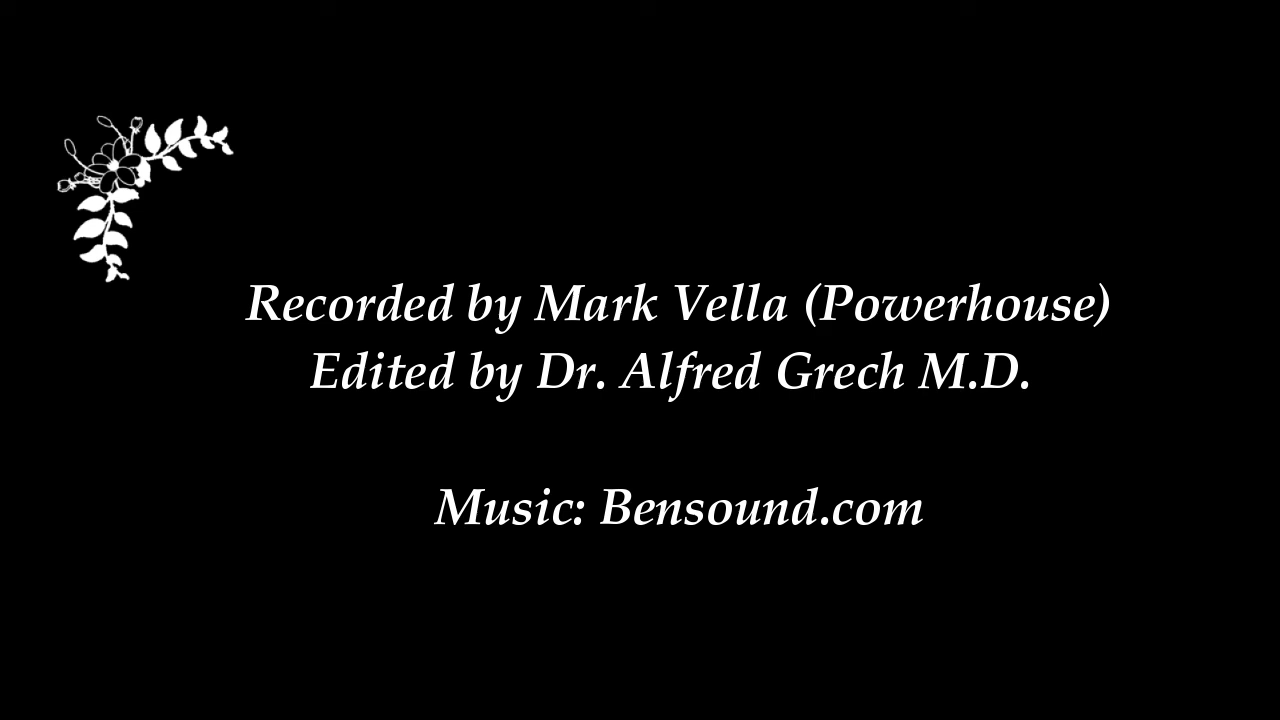 Recorded by Mark Vella (Powerhouse)
Edited by Dr. Alfred Grech M.D.
Music: Bensound.com